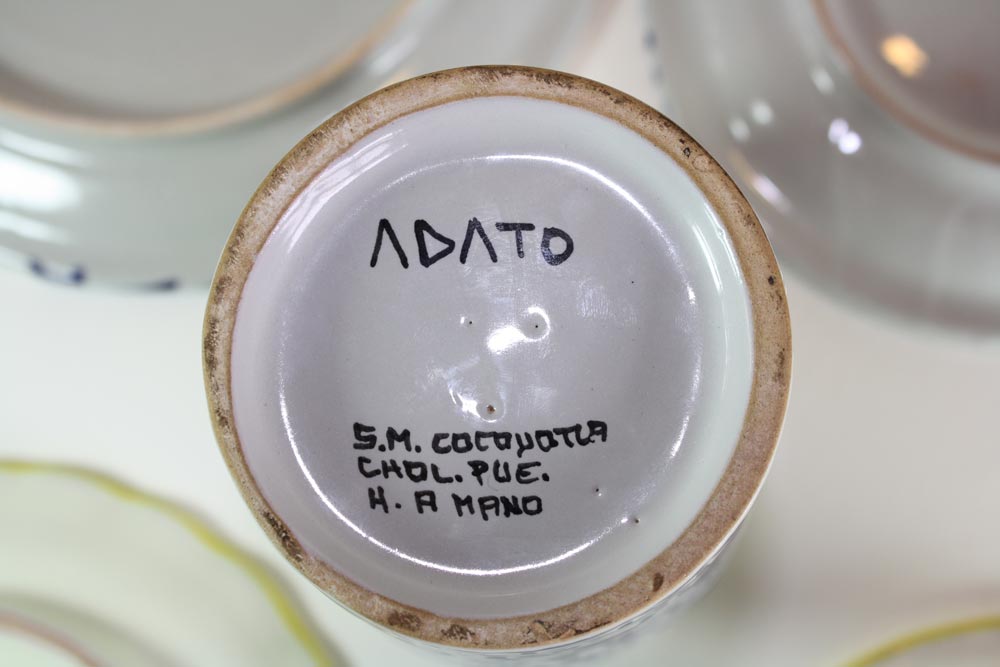 ADATO
S.M. COCOYOTLA
CHOL. PUE.
H. A MANO